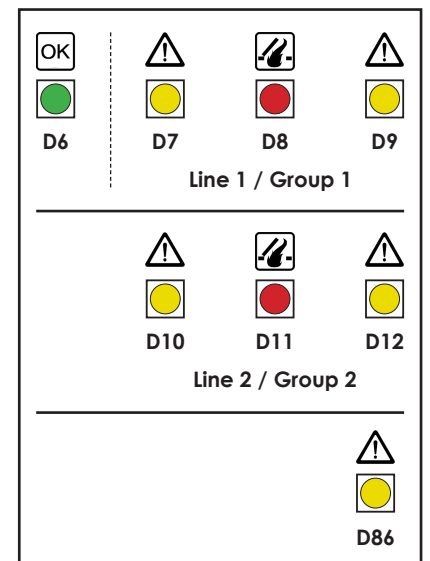 OK
D6 D7 D8 D9
Line 1 / Group 1
D10 D11 D12
Line 2 / Group 2
D86